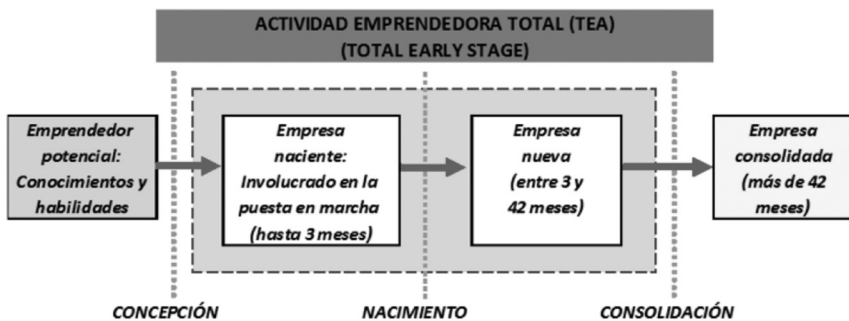 ACTIVIDAD EMPRENDEDORA TOTAL (TEA)
(TOTAL EARLY STAGE)
Emprendedor
potencial:
Conocimientos y
habilidades
Empresa
naciente:
Involucrado en la
puesta en marcha
(hasta 3 meses)
Empresa
nueva
(entre 3 y
42 meses)
Empresa
consolidada
(más de 42
meses)
CONCEPCIÓN
NACIMIENTO
CONSOLIDACIÓN